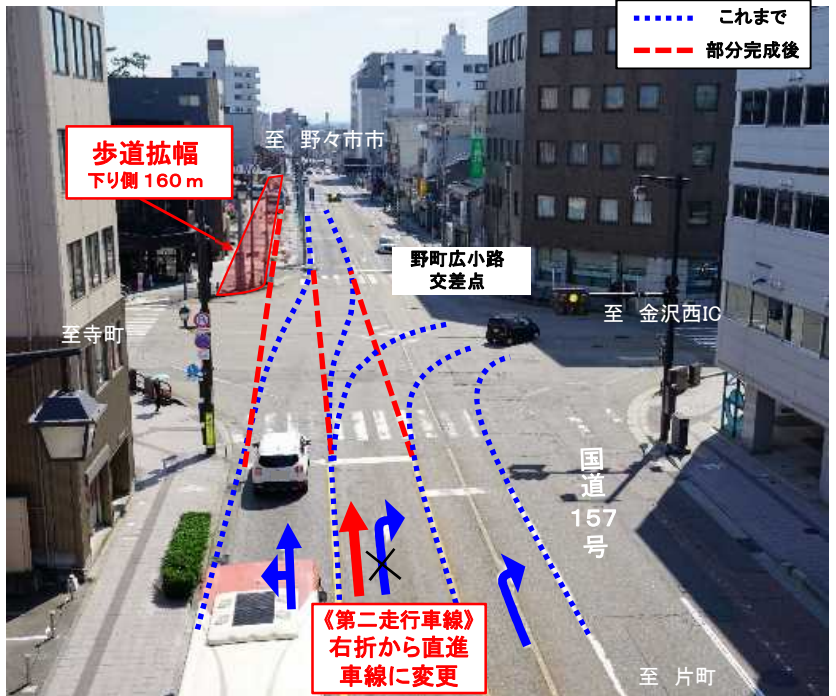 これまで
部分完成後
至 野々市市
歩道拡幅
下り側 160ｍ
野町広小路
交差点
至 金沢西IC
至寺町
国道157号
《第二走行車線》
右折から直進
車線に変更
至 片町